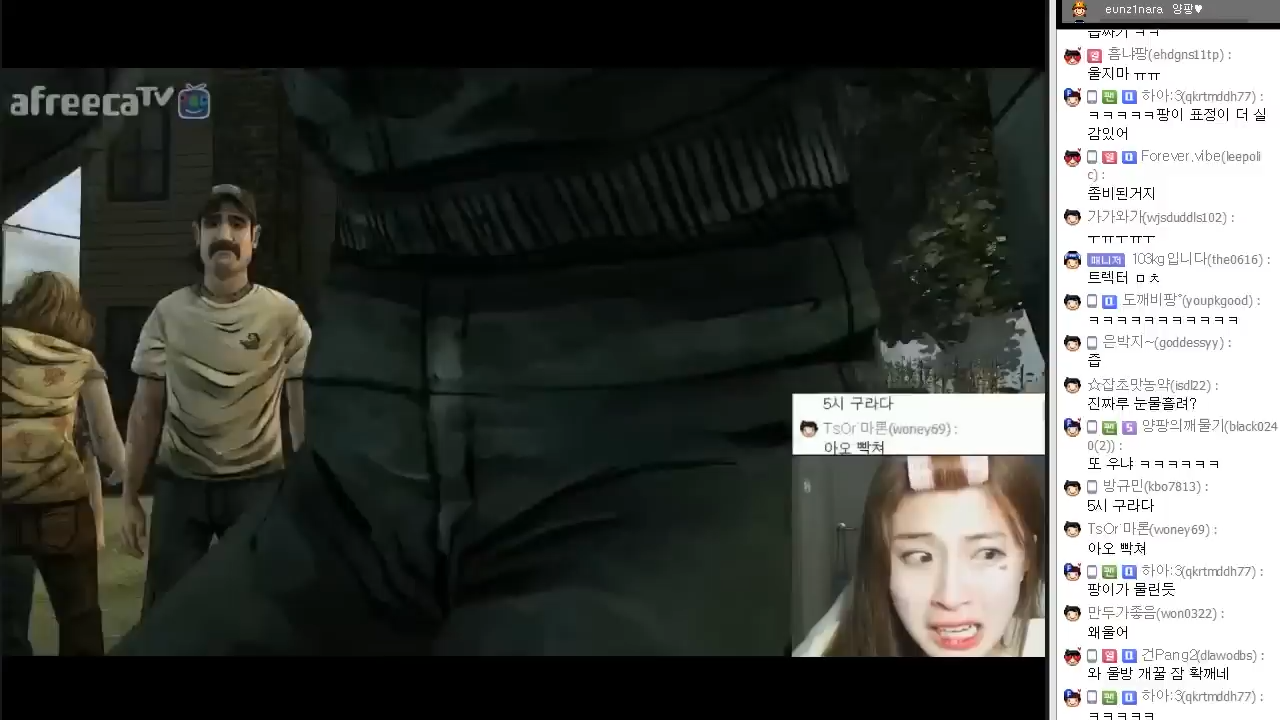 afreecaTV
5시 구라다
TsOr 마론(woney69) :
아오 빡쳐
eunz1nara 양팡♥
흠냐팡(ehdgns11tp) :
울지마 ㅠㅠ
하아:3(qkrtmddh77) :
ㅋㅋㅋㅋㅋ팡이 표정이 더 실
감있어
Forever.vibe(leepoli
c) :
좀비된거지
가가와가(wjsduddls102) :
ㅜㅠㅜㅠㅜ
매니저 103kg입니다(the0616) :
트렉터 ㅁㅊ
도깨비팡˚(youpkgood) :
ㅋㅋㅋㅋㅋㅋㅋㅋㅋㅋㅋ
은박지~(goddessyy) :
즙
☆잡초맛농약(isdl22) :
진짜루 눈물흘려?
팬 S 양팡의깨물기(black024
0(2)) :
또 우냐 ㅋㅋㅋㅋㅋㅋ
방규민(kbo7813) :
5시 구라다
TsOr 마론(woney69) :
아오 빡쳐
하아:3(qkrtmddh77) :
팡이가 물린듯
만두가좋음(won0322) :
왜울어
건Pang2(dlawodbs) :
와 울방 개꿀 잠 확깨네
하아:3(qkrtmddh77) :
ㅋㅋㅋㅋㅋ